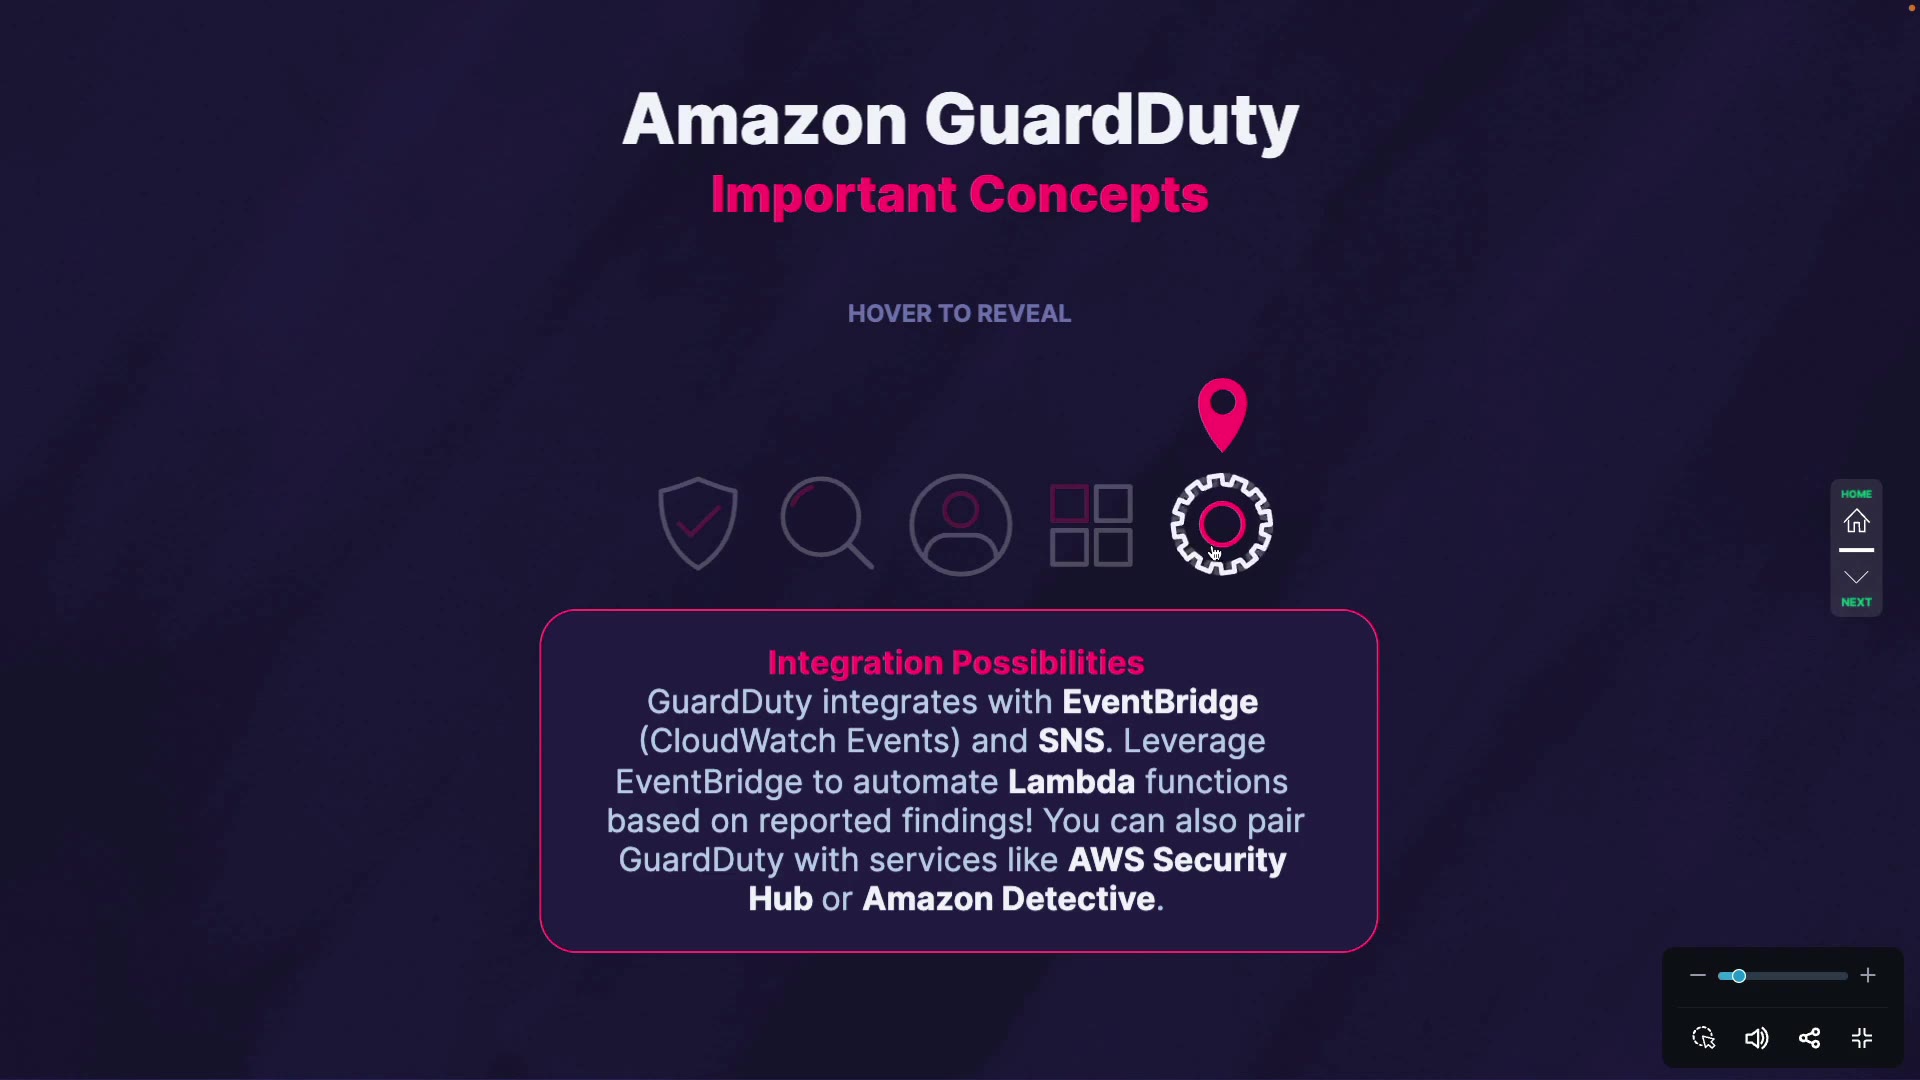 Amazon GuardDuty
Important Concepts
HOVER TO REVEAL
HOME
NEXT
Integration Possibilities
GuardDuty integrates with EventBridge
(CloudWatch Events) and SNS. Leverage
EventBridge to automate Lambda functions
based on reported findings! You can also pair
GuardDuty with services like AWS Security
Hub or Amazon Detective.